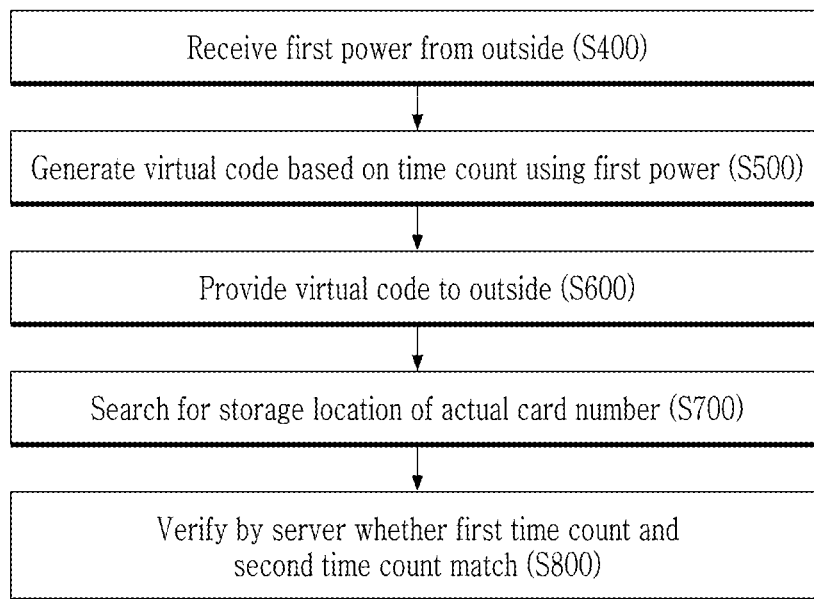 Receive first power from outside (S400)
Generate virtual code based on time count using first power (S500)
Provide virtual code to outside (S600)
Search for storage location of actual card number (S700)
Verify by server whether first time count and
second time count match (S800)